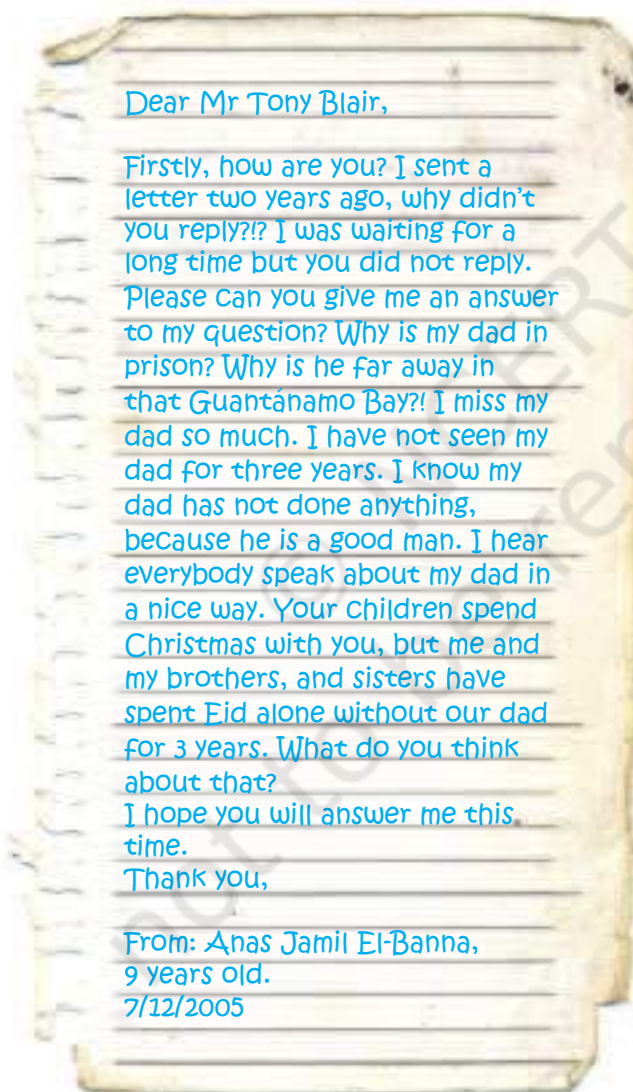 Dear Mr Tony Blair,
Firstly, how are you? I sent a
letter two years ago, why didn't
you reply?!? I was waiting for a
long time but you did not reply.
Please can you give me an answer
to my question? Why is my dad in
prison? Why is he far away in
that Guantánamo Bay?! I miss my
dad so much. I have not seen my
dad for three years. I know my
dad has not done anything,
because he is a good man. I hear
everybody speak about my dad in
a nice way. Your children spend
Christmas with you, but me and
my brothers, and sisters have
spent Eid alone without our dad
for 3 years. What do you think
about that?
I hope you will answer me this
time.
Thank you,
From: Anas Jamil El-Banna,
9 years old.
7/12/2005
© NCERT
not to be re